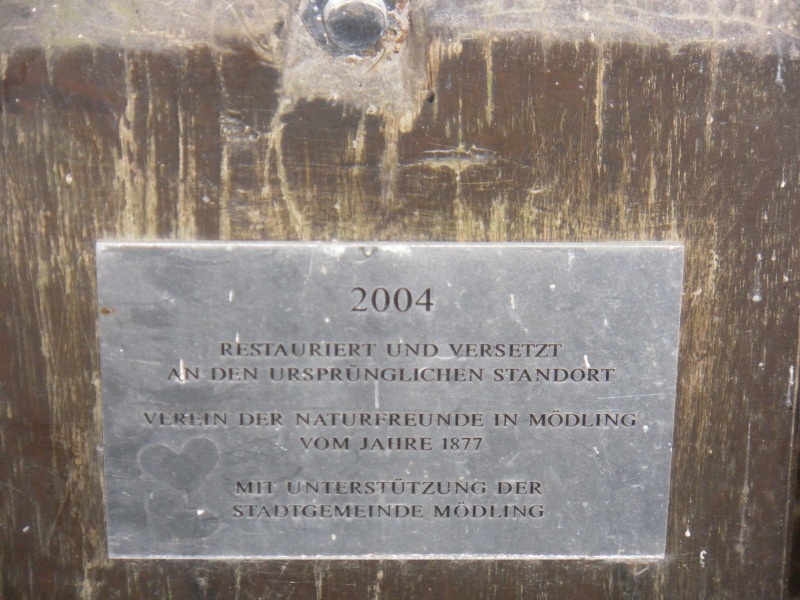 2004
RESTAURIERT UND VERSETZT
AN DEN URSPRÜNGLICHEN STANDORT
VEREIN DER NATURFREUNDE IN MÖDLING
VOM JAHRE 1877
MIT UNTERSTÜTZUNG DER
STADTGEMEINDE MÖDLING